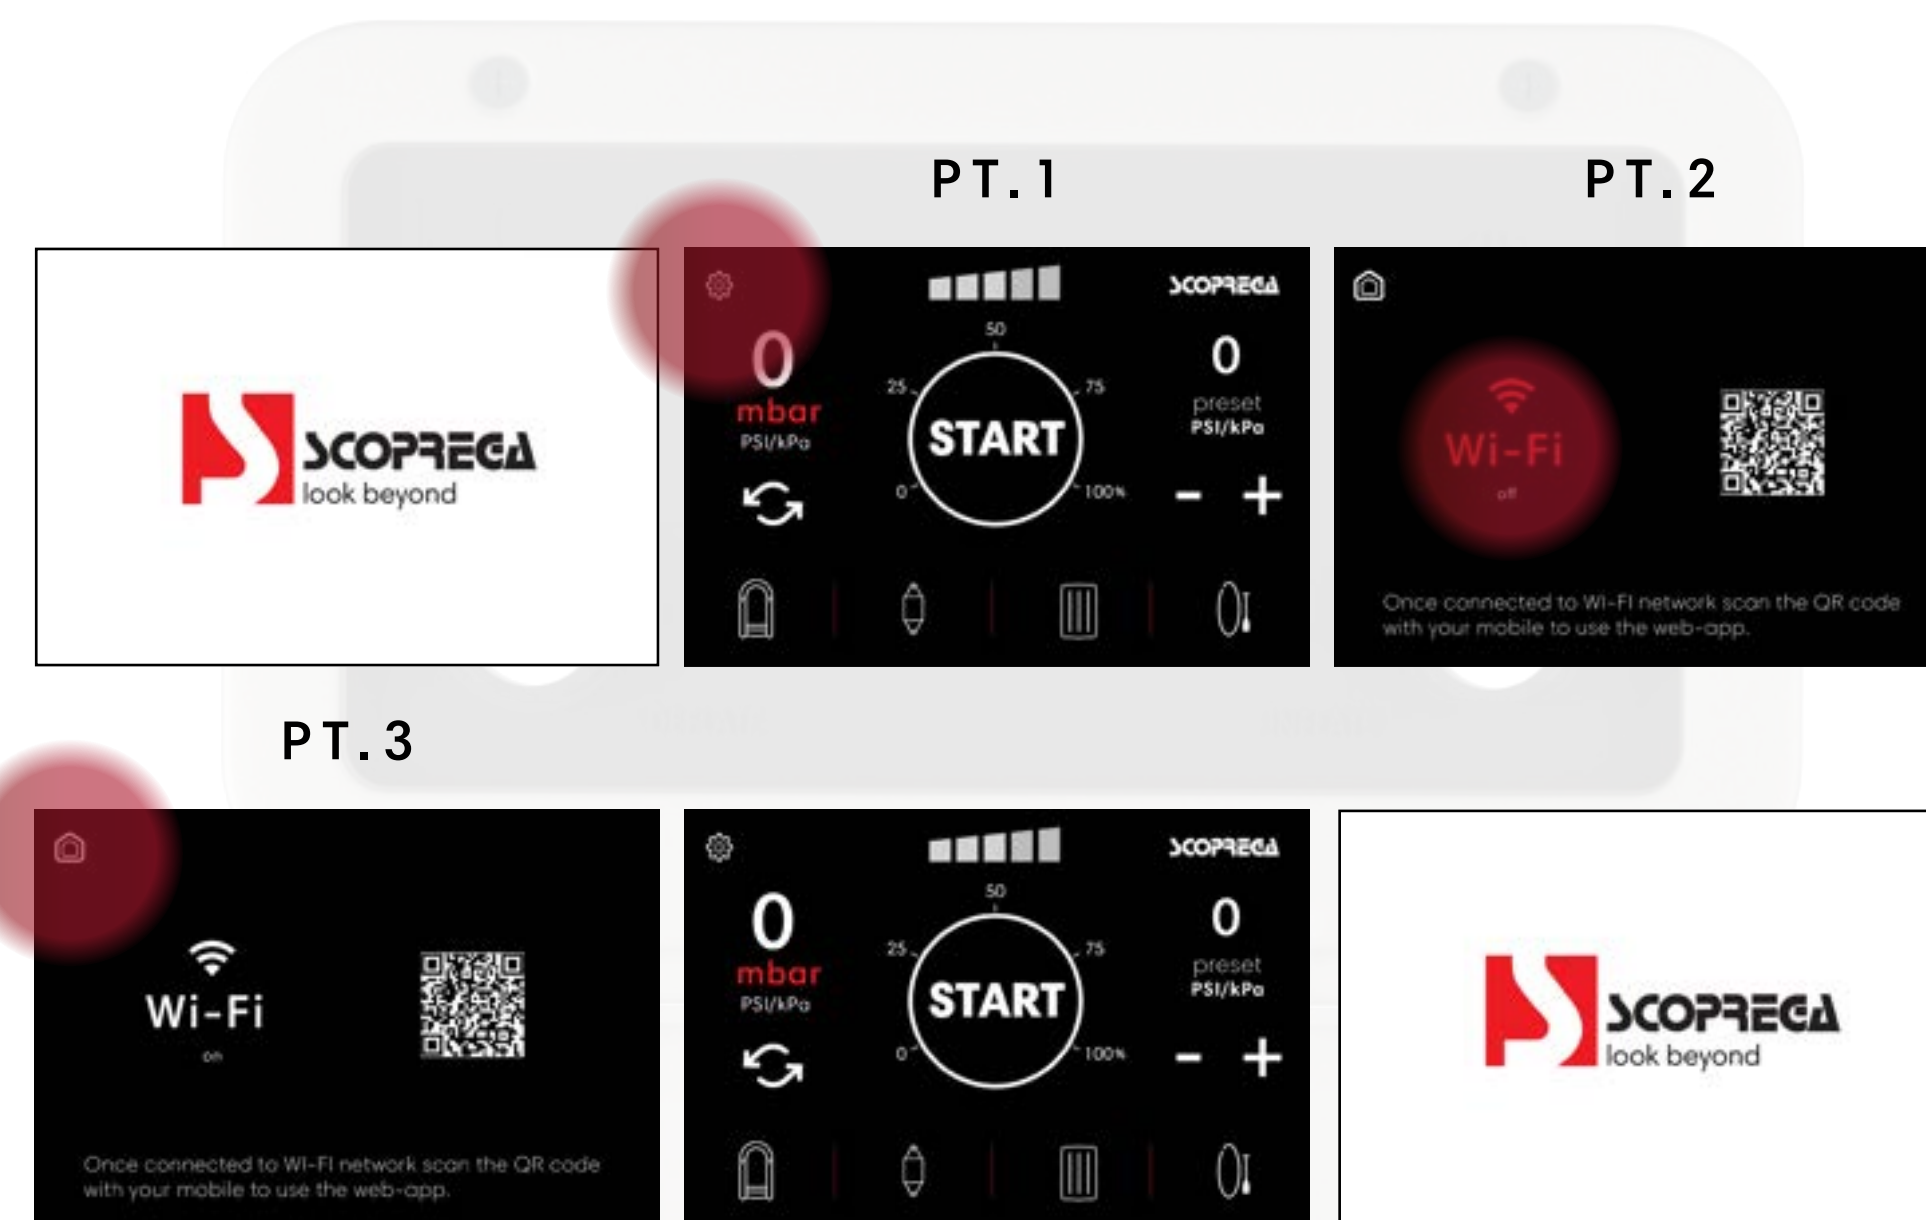 PT.1
PT.2
SCOPREGA
look beyond
SCOPREGA
50
25
75
0
mbar
PSI/kPa
START
0
preset
PSI/kPa
0
100%
- +
Wi-Fi
off
Once connected to WI-FI network scan the QR code
with your mobile to use the web-app.
PT.3
Wi-Fi
on
Once connected to WI-FI network scan the QR code
with your mobile to use the web-app.
SCOPREGA
50
25
75
0
mbar
PSI/kPa
START
0
preset
PSI/kPa
0
100%
- +
SCOPREGA
look beyond